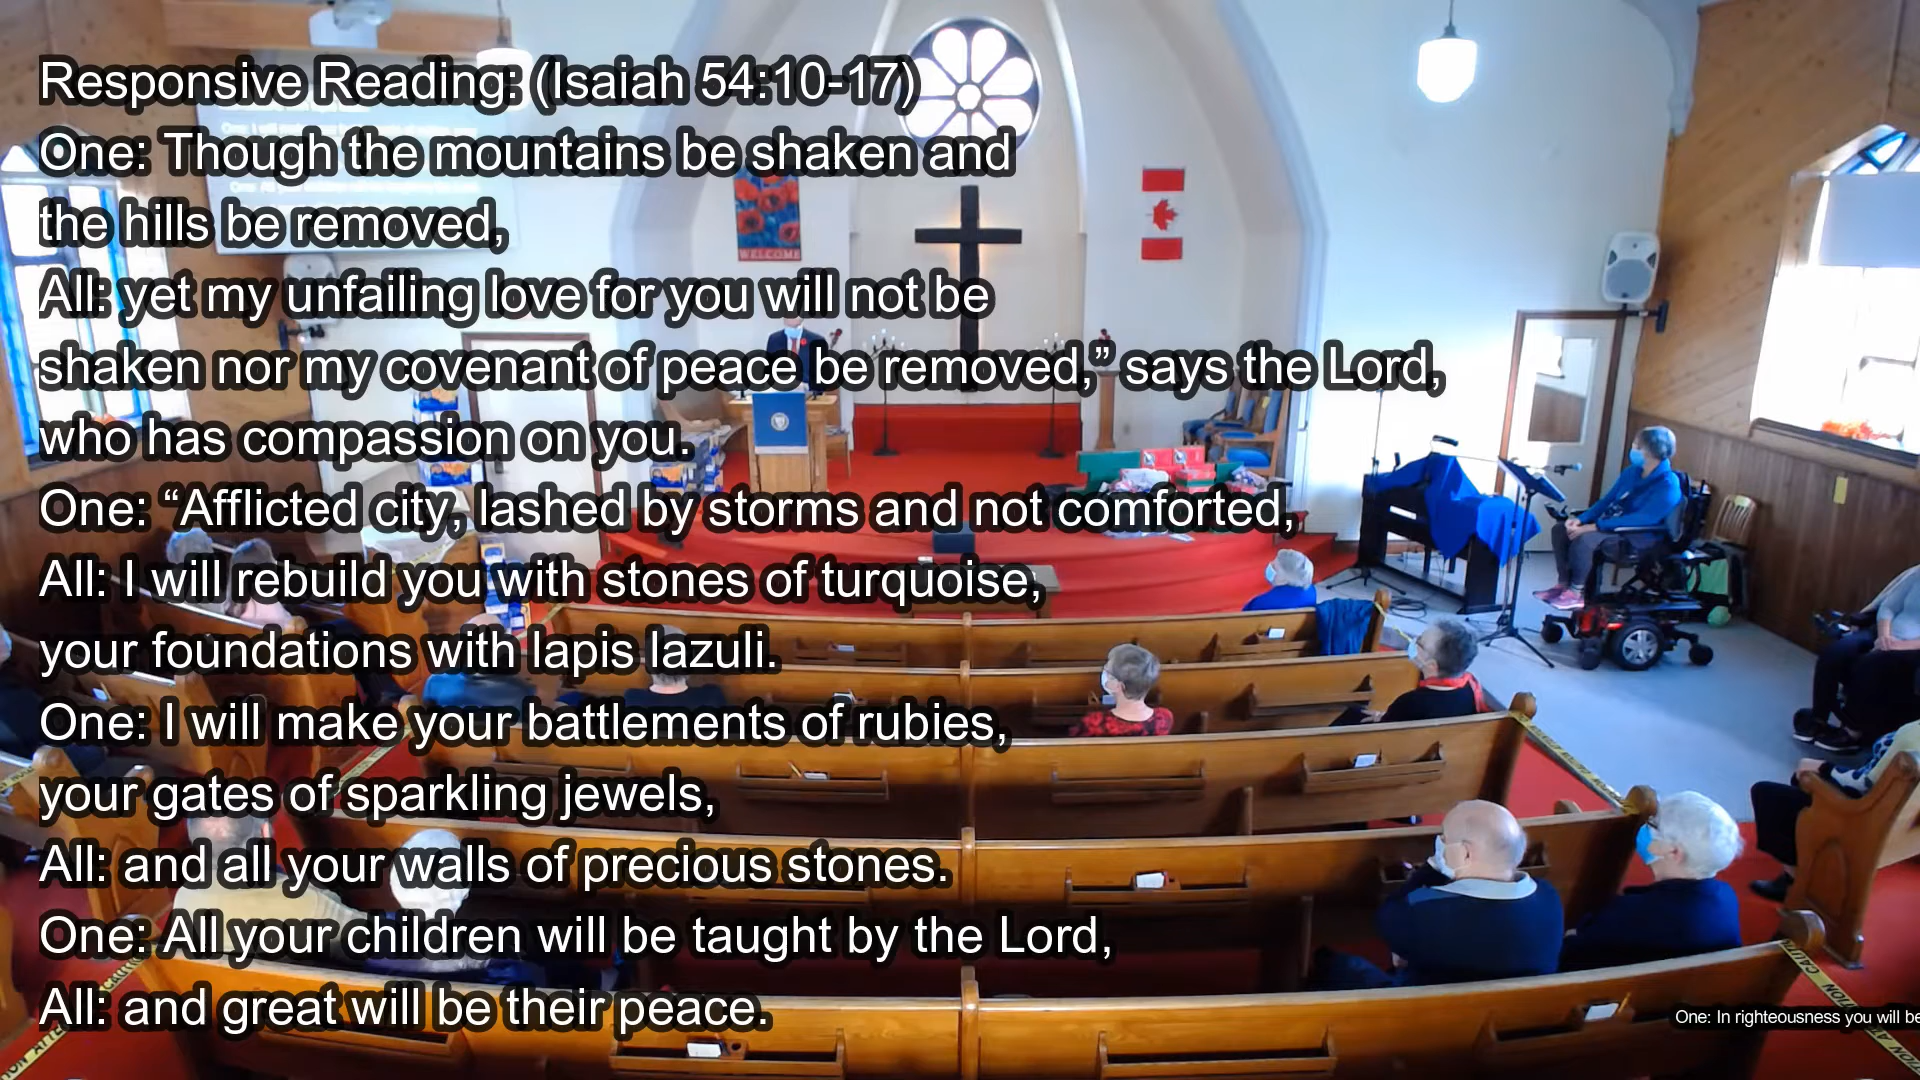 Responsive Reading: (Isaiah 54:10-17)
One: Though the mountains be shaken and
the hills be removed,
All: yet my unfailing love for you will not be
shaken nor my covenant of peace be removed,” says the Lord,
who has compassion on you.
One: “Afflicted city, lashed by storms and not comforted,
All: I will rebuild you with stones of turquoise,
your foundations with lapis lazuli.
One: I will make your battlements of rubies,
your gates of sparkling jewels,
All: and all your walls of precious stones.
One: All your children will be taught by the Lord,
All: and great will be their peace.
One: In righteousness you will be
WELCOME